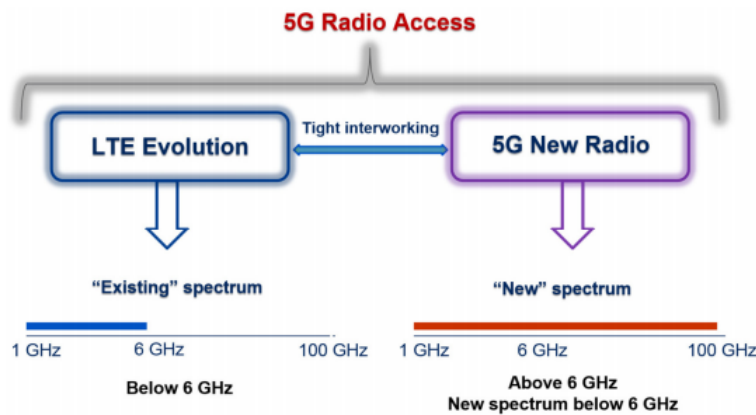 5G Radio Access
LTE Evolution
Tight interworking
5G New Radio
“Existing” spectrum
“New” spectrum
1 GHz 6 GHz 100 GHz
1 GHz 6 GHz 100 GHz
Below 6 GHz
Above 6 GHz
New spectrum below 6 GHz